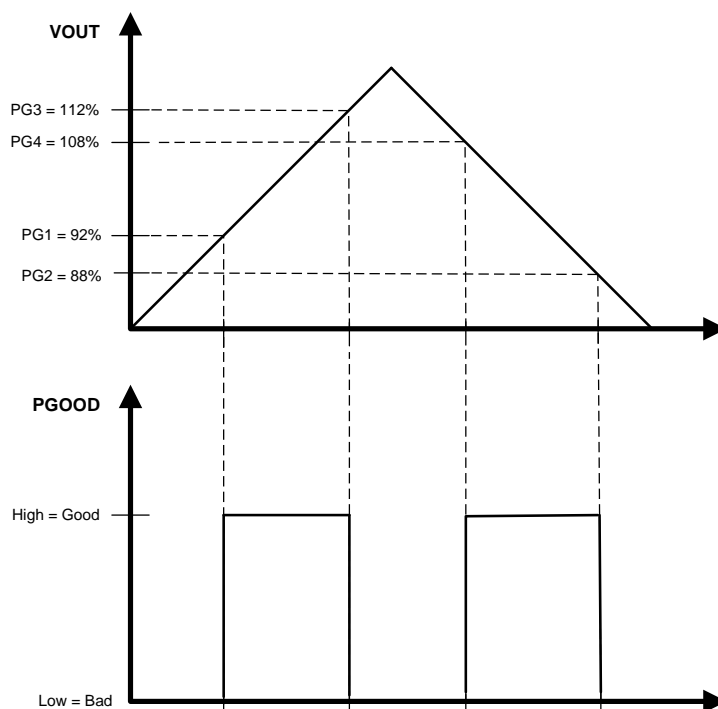 VOUT
PG3 = 112%
PG4 = 108%
PG1 = 92%
PG2 = 88%
PGOOD
High = Good
Low = Bad